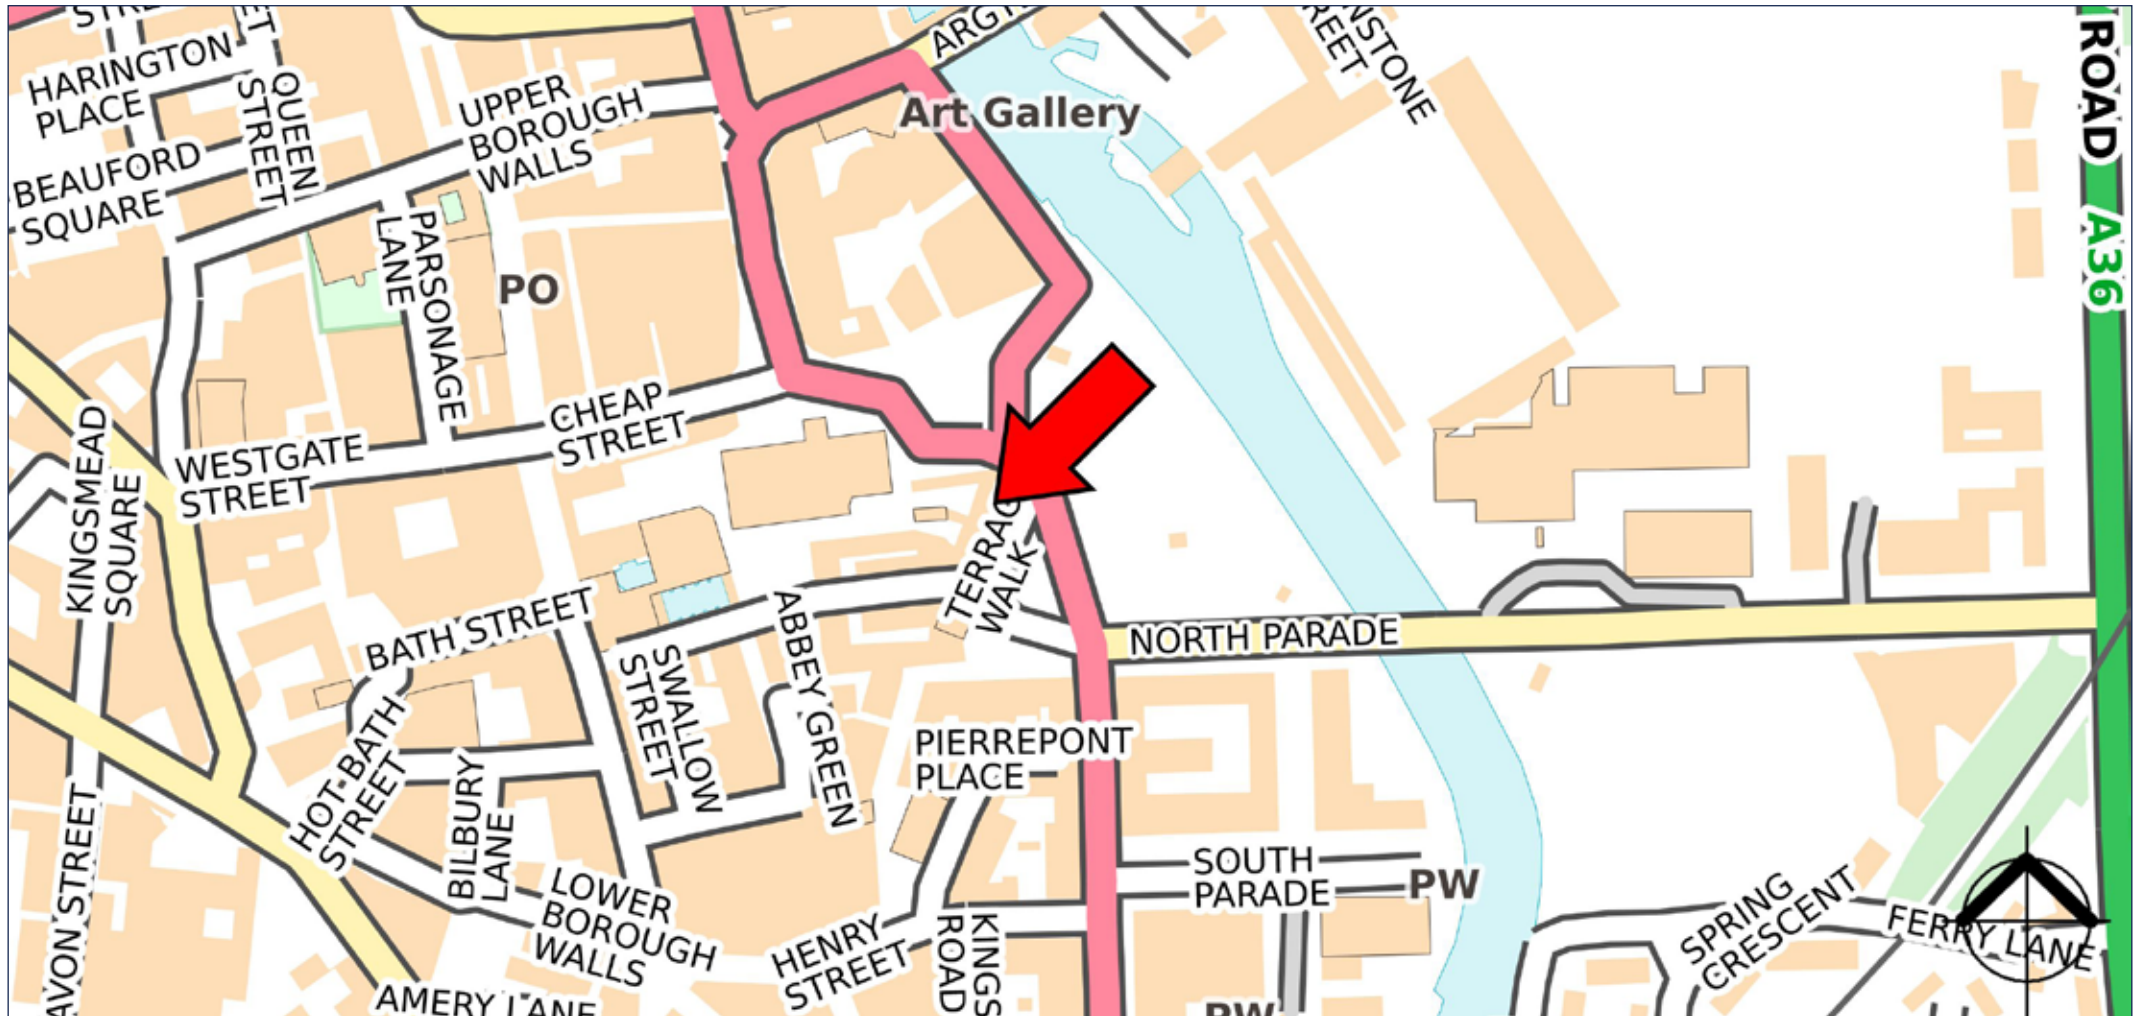 HARINGTON
PLACE
QUEEN
STREET
UPPER
BOROUGH
WALLS
Art Gallery
ROAD
A36
BEAUFORD
SQUARE
PARSONAGE
LANE
PO
CHEAP
STREET
WESTGATE
STREET
KINGSMEAD
SQUARE
WALK
BATH STREET
NORTH PARADE
SWALLOW
STREET
ABBEY GREEN
PIERREPONT
PLACE
HOT BATH
STREET
BILBURY
LANE
AVON STREET
LOWER
BOROUGH
WALLS
SOUTH
PARADE
PW
HENRY
STREET
KINGS
ROAD
SPRING
CRESCENT
FERRY LANE
AMERY LANE
PW